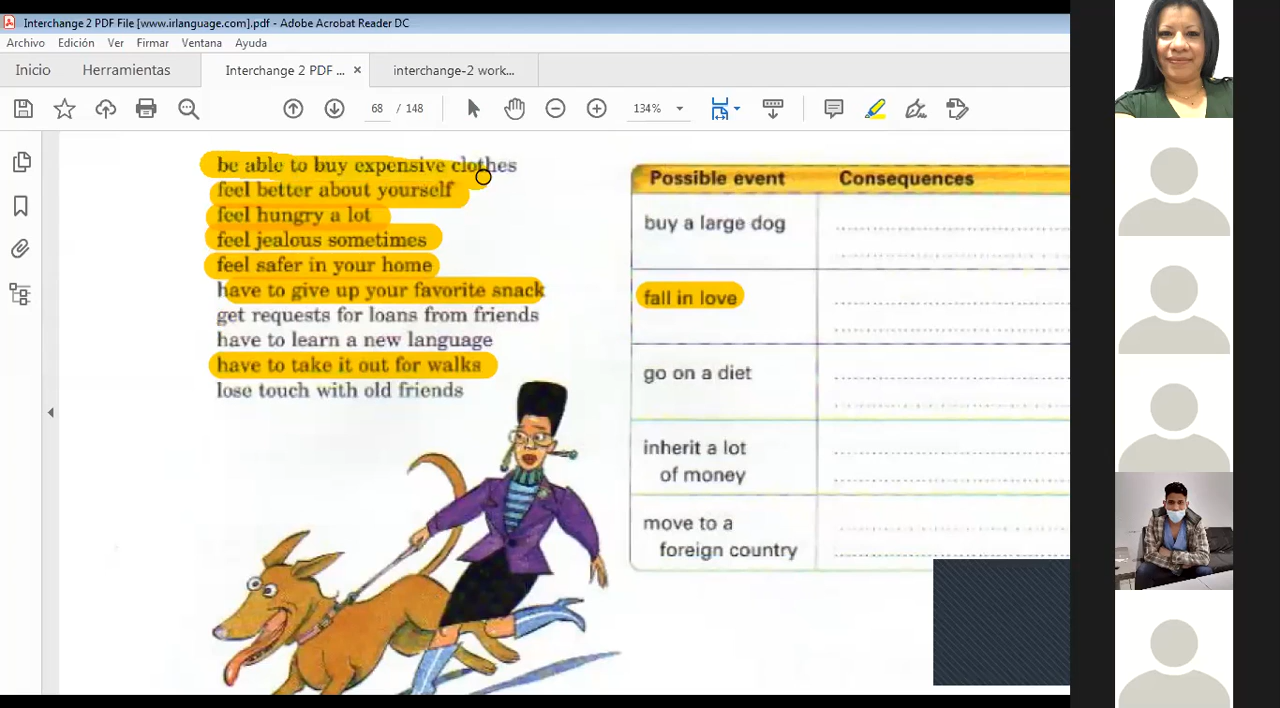 Interchange 2 PDF File [www.irlanguage.com].pdf - Adobe Acrobat Reader DC
Archivo Edición Ver Firmar Ventana Ayuda
Inicio Herramientas Interchange 2 PDF ... × interchange-2 work...
68 / 148 134%
be able to buy expensive clothes
feel better about yourself
feel hungry a lot
feel jealous sometimes
feel safer in your home
have to give up your favorite snack
get requests for loans from friends
have to learn a new language
have to take it out for walks
lose touch with old friends
Possible event Consequences
buy a large dog
fall in love
go on a diet
inherit a lot
of money
move to a
foreign country